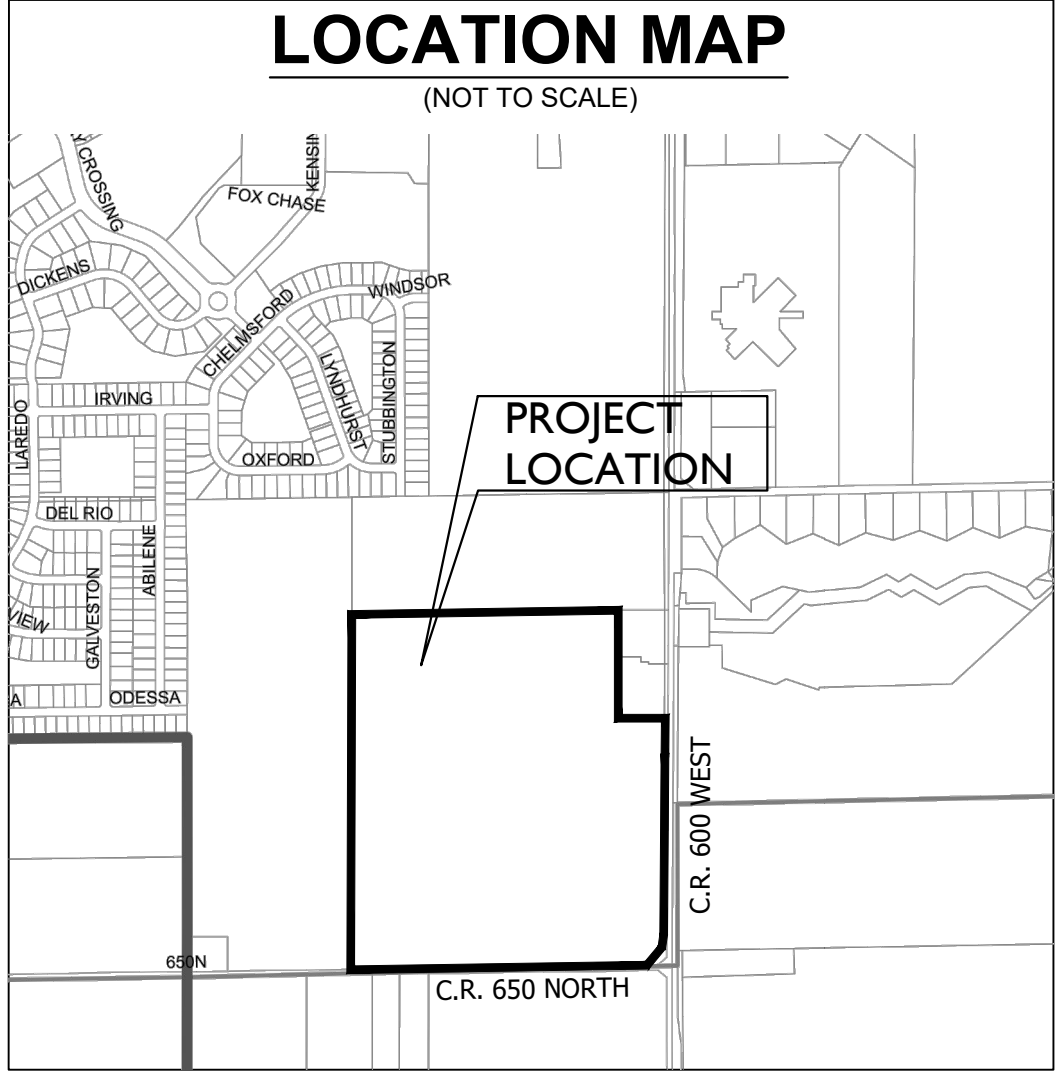 LOCATION MAP
(NOT TO SCALE)
CROSSING
KENSIN
FOX CHASE
DICKENS
WINDSOR
CHELMSFORD
LYNDHURST
STUBBINGTON
IRVING
LAREDO
OXFORD
PROJECT
LOCATION
DEL RIO
ABILENE
GALVESTON
VIEW
A
ODESSA
C.R. 600 WEST
650N
C.R. 650 NORTH